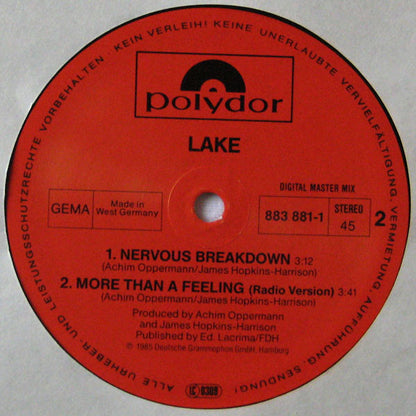 ALLE URHEBER- UND LEISTUNGSSCHUTZRECHTE VORBEHALTEN · KEIN VERLEIH! KEINE UNERLAUBTE VERVIELFÄLTIGUNG, VERMIETUNG, AUFFÜHRUNG, SENDUNG!
polydor
LAKE
GEMA
Made in
West Germany
DIGITAL MASTER MIX
883 881-1
STEREO
45
2
1. NERVOUS BREAKDOWN 3:12
(Achim Oppermann/James Hopkins-Harrison)
2. MORE THAN A FEELING (Radio Version) 3:41
(Achim Oppermann/James Hopkins-Harrison)
Produced by Achim Oppermann
and James Hopkins-Harrison
Published by Ed. Lacrima/FDH
℗ 1985 Deutsche Grammophon GmbH, Hamburg
LC 0309